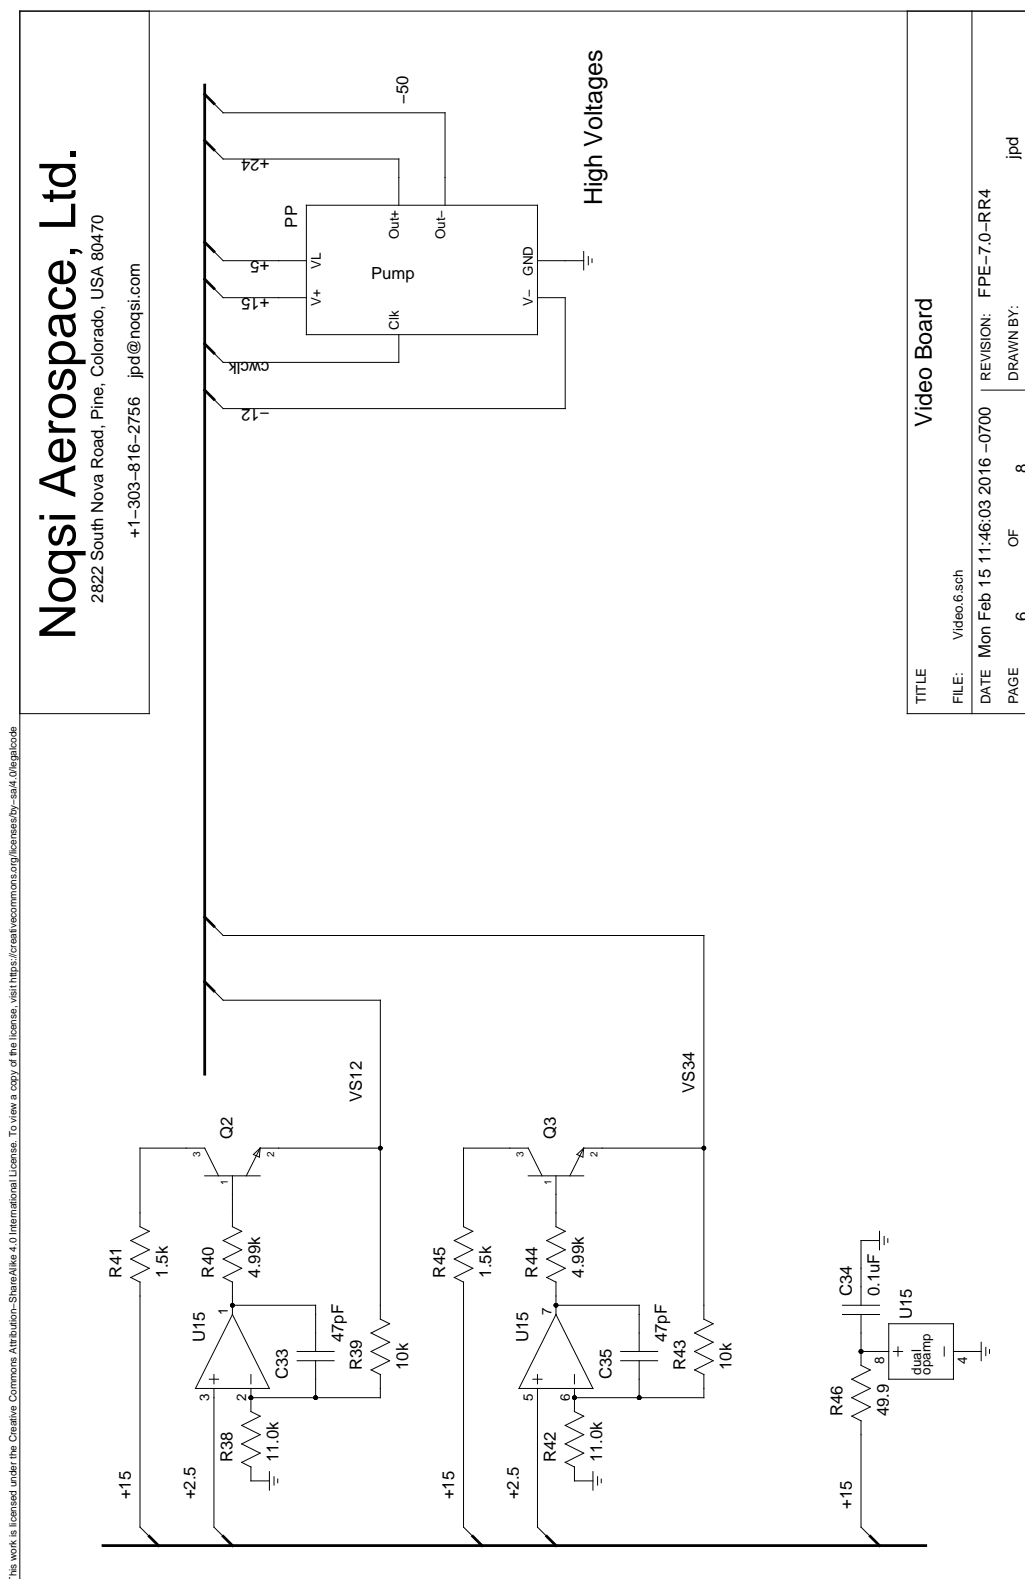 This work is licensed under the Creative Commons Attribution−ShareAlike 4.0 International License. To view a copy of the license, visit https://creativecommons.org/licenses/by−sa/4.0/legalcode
Noqsi Aerospace, Ltd.
2822 South Nova Road, Pine, Colorado, USA 80470
+1−303−816−2756 jpd@noqsi.com
+15
R41
1.5k
3
Q2
1
2
+2.5
3
+
2
−
U15
1
R40
4.99k
R38
11.0k
C33
47pF
R39
10k
VS12
+15
R45
1.5k
3
Q3
1
2
+2.5
5
+
6
−
U15
7
R44
4.99k
R42
11.0k
C35
47pF
R43
10k
VS34
+15
R46
49.9
C34
0.1uF
U15
8
+
dual
opamp
−
4
−12
cwclk
+15
+5
+24
−50
PP
V+
VL
Clk
Pump
Out+
Out−
V−
GND
High Voltages
TITLE
Video Board
FILE: Video.6.sch
REVISION: FPE−7.0−RR4
DATE Mon Feb 15 11:46:03 2016 −0700
PAGE 6 OF 8
DRAWN BY: jpd